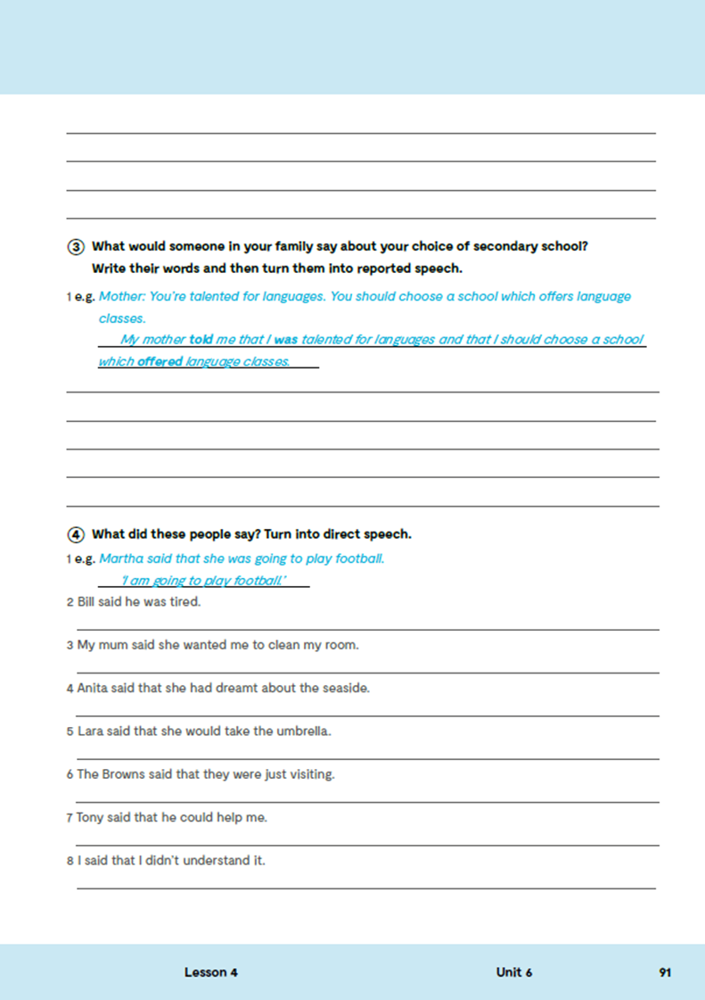 3 What would someone in your family say about your choice of secondary school?
Write their words and then turn them into reported speech.
1 e.g. Mother: You're talented for languages. You should choose a school which offers language
classes.
My mother told me that I was talented for languages and that I should choose a school
which offered language classes.
4 What did these people say? Turn into direct speech.
1 e.g. Martha said that she was going to play football.
'I am going to play football.'
2 Bill said he was tired.
3 My mum said she wanted me to clean my room.
4 Anita said that she had dreamt about the seaside.
5 Lara said that she would take the umbrella.
6 The Browns said that they were just visiting.
7 Tony said that he could help me.
8 I said that I didn't understand it.
Lesson 4 Unit 6 91